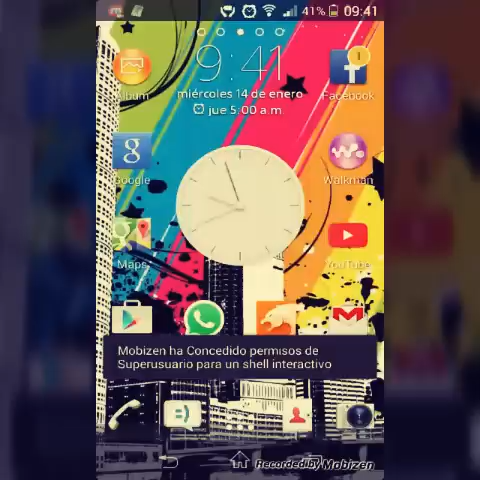 41% 09:41
9:41
miércoles 14 de enero
jue 5:00 a.m.
Álbum
Facebook
1
Google
Walkman
Maps
YouTube
Mobizen ha Concedido permisos de
Superusuario para un shell interactivo
Recorded by Mobizen